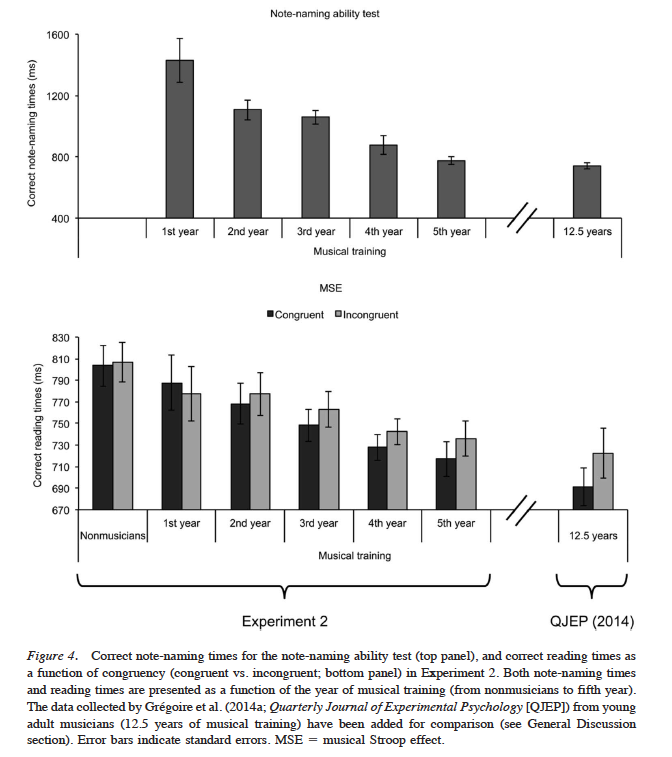 Note-naming ability test
Correct note-naming times (ms)
1600
1200
800
400
1st year 2nd year 3rd year 4th year 5th year 12.5 years
Musical training
MSE
Congruent Incongruent
Correct reading times (ms)
830
810
790
770
750
730
710
690
670
Nonmusicians 1st year 2nd year 3rd year 4th year 5th year 12.5 years
Musical training
Experiment 2 QJEP (2014)
Figure 4. Correct note-naming times for the note-naming ability test (top panel), and correct reading times as
a function of congruency (congruent vs. incongruent; bottom panel) in Experiment 2. Both note-naming times
and reading times are presented as a function of the year of musical training (from nonmusicians to fifth year).
The data collected by Grégoire et al. (2014a; Quarterly Journal of Experimental Psychology [QJEP]) from young
adult musicians (12.5 years of musical training) have been added for comparison (see General Discussion
section). Error bars indicate standard errors. MSE = musical Stroop effect.